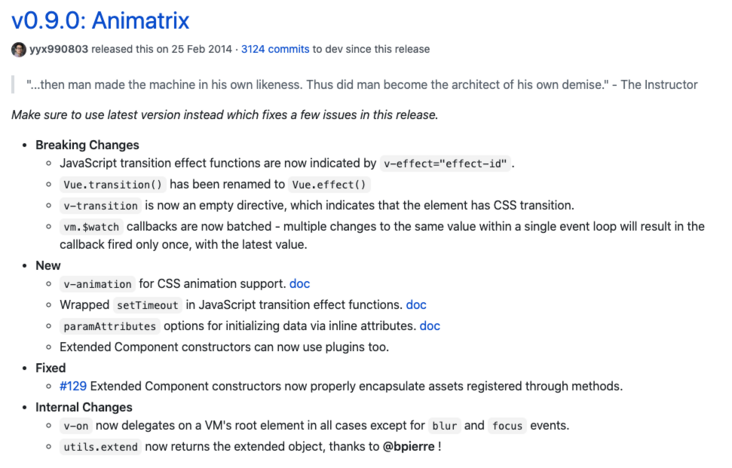 v0.9.0: Animatrix
yyx990803 released this on 25 Feb 2014 · 3124 commits to dev since this release
"...then man made the machine in his own likeness. Thus did man become the architect of his own demise." - The Instructor
Make sure to use latest version instead which fixes a few issues in this release.
• Breaking Changes
◦ JavaScript transition effect functions are now indicated by v-effect="effect-id" .
◦ Vue.transition() has been renamed to Vue.effect()
◦ v-transition is now an empty directive, which indicates that the element has CSS transition.
◦ vm.$watch callbacks are now batched - multiple changes to the same value within a single event loop will result in the
callback fired only once, with the latest value.
• New
◦ v-animation for CSS animation support. doc
◦ Wrapped setTimeout in JavaScript transition effect functions. doc
◦ paramAttributes options for initializing data via inline attributes. doc
◦ Extended Component constructors can now use plugins too.
• Fixed
◦ #129 Extended Component constructors now properly encapsulate assets registered through methods.
• Internal Changes
◦ v-on now delegates on a VM's root element in all cases except for blur and focus events.
◦ utils.extend now returns the extended object, thanks to @bpierre !